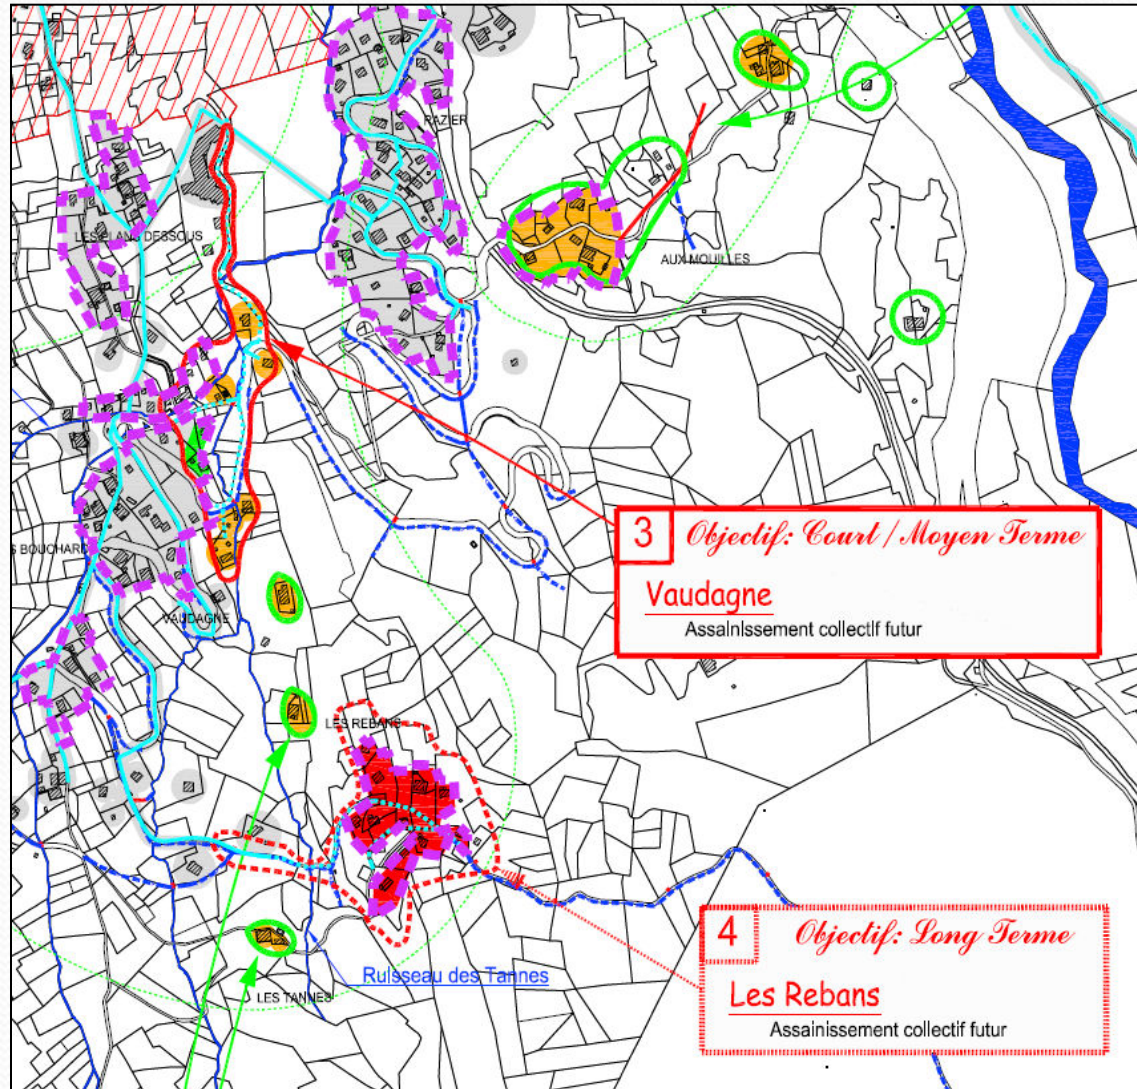 RAZIER
LES PLANS DESSOUS
AUX MOUILLES
3
Objectif: Court / Moyen Terme
Vaudagne
Assainissement collectif futur
S BOUCHARD
VAUDAGNE
LES REBANS
4
Objectif: Long Terme
Les Rebans
Assainissement collectif futur
Ruisseau des Tannes
LES TANNES